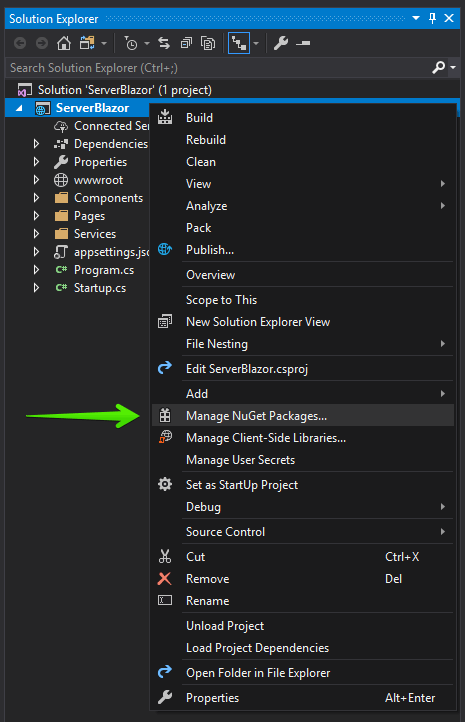 Solution Explorer
Search Solution Explorer (Ctrl+;)
Solution 'ServerBlazor' (1 project)
ServerBlazor
Connected Ser
Dependencies
Properties
wwwroot
Components
Pages
Services
appsettings.jsc
C# Program.cs
C# Startup.cs
Build
Rebuild
Clean
View
Analyze
Pack
Publish...
Overview
Scope to This
New Solution Explorer View
File Nesting
Edit ServerBlazor.csproj
Add
Manage NuGet Packages...
Manage Client-Side Libraries...
Manage User Secrets
Set as StartUp Project
Debug
Source Control
Cut Ctrl+X
Remove Del
Rename
Unload Project
Load Project Dependencies
Open Folder in File Explorer
Properties Alt+Enter